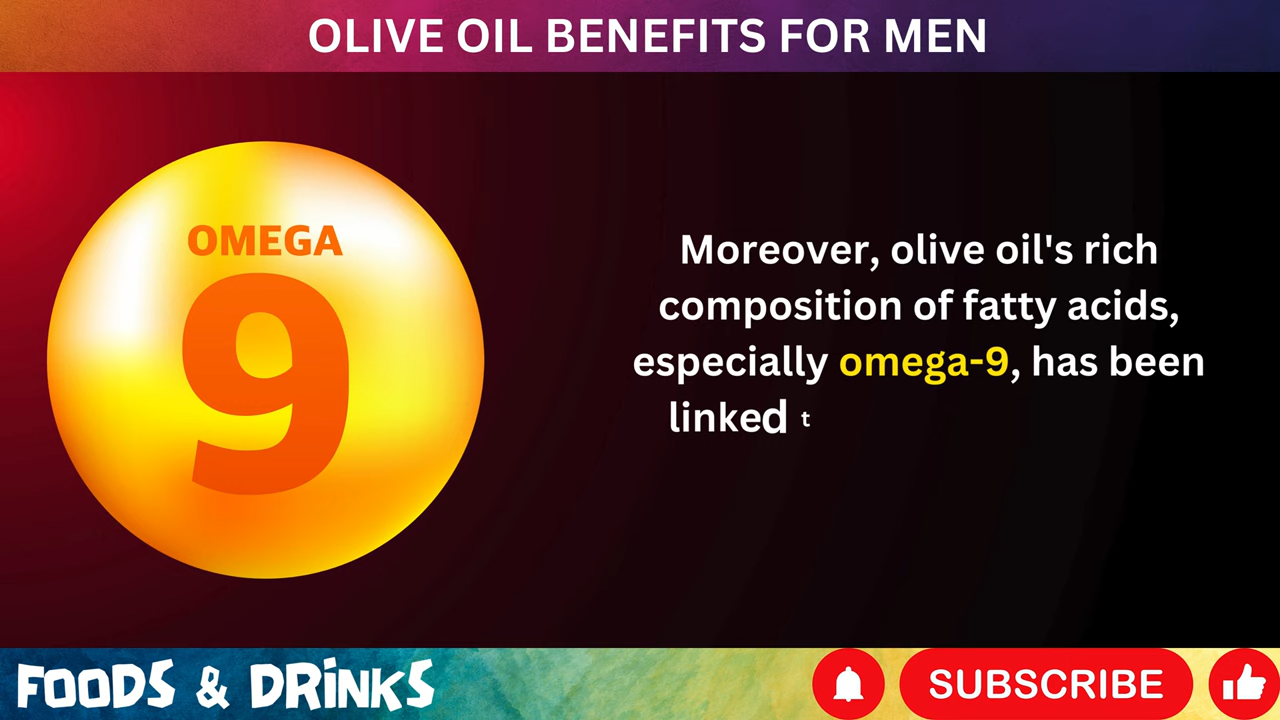 OLIVE OIL BENEFITS FOR MEN
OMEGA
9
Moreover, olive oil's rich
composition of fatty acids,
especially omega-9, has been
linked t
FOODS & DRiNKS
SUBSCRIBE